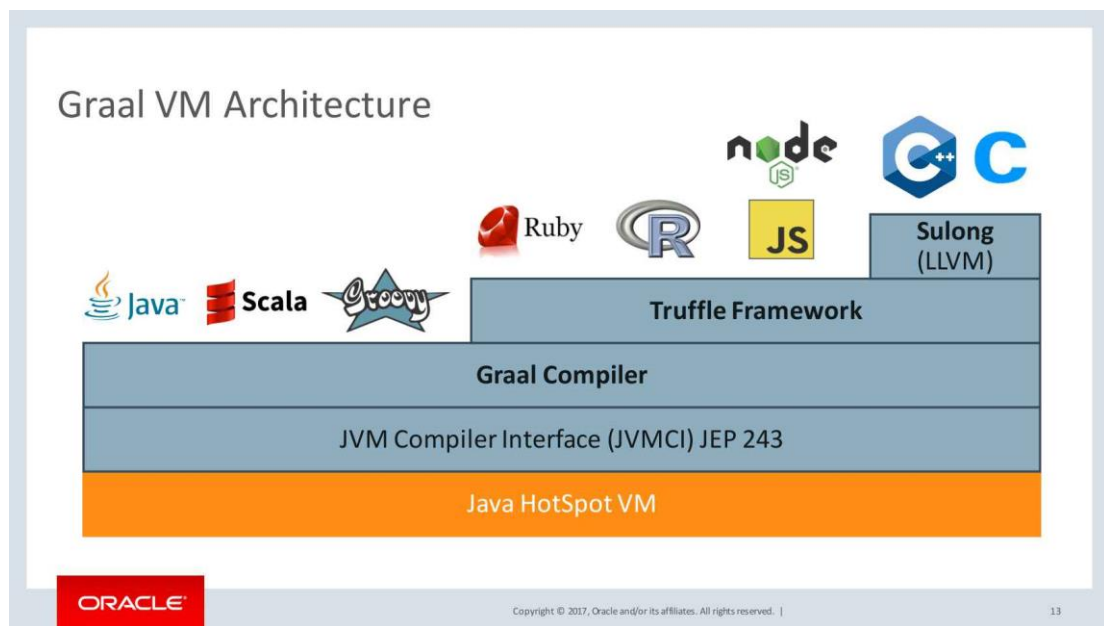 Graal VM Architecture
node
JS
C++
C
Ruby
R
JS
Sulong
(LLVM)
Java™
Scala
Groovy
Truffle Framework
Graal Compiler
JVM Compiler Interface (JVMCI) JEP 243
Java HotSpot VM
ORACLE®
Copyright © 2017, Oracle and/or its affiliates. All rights reserved. |
13